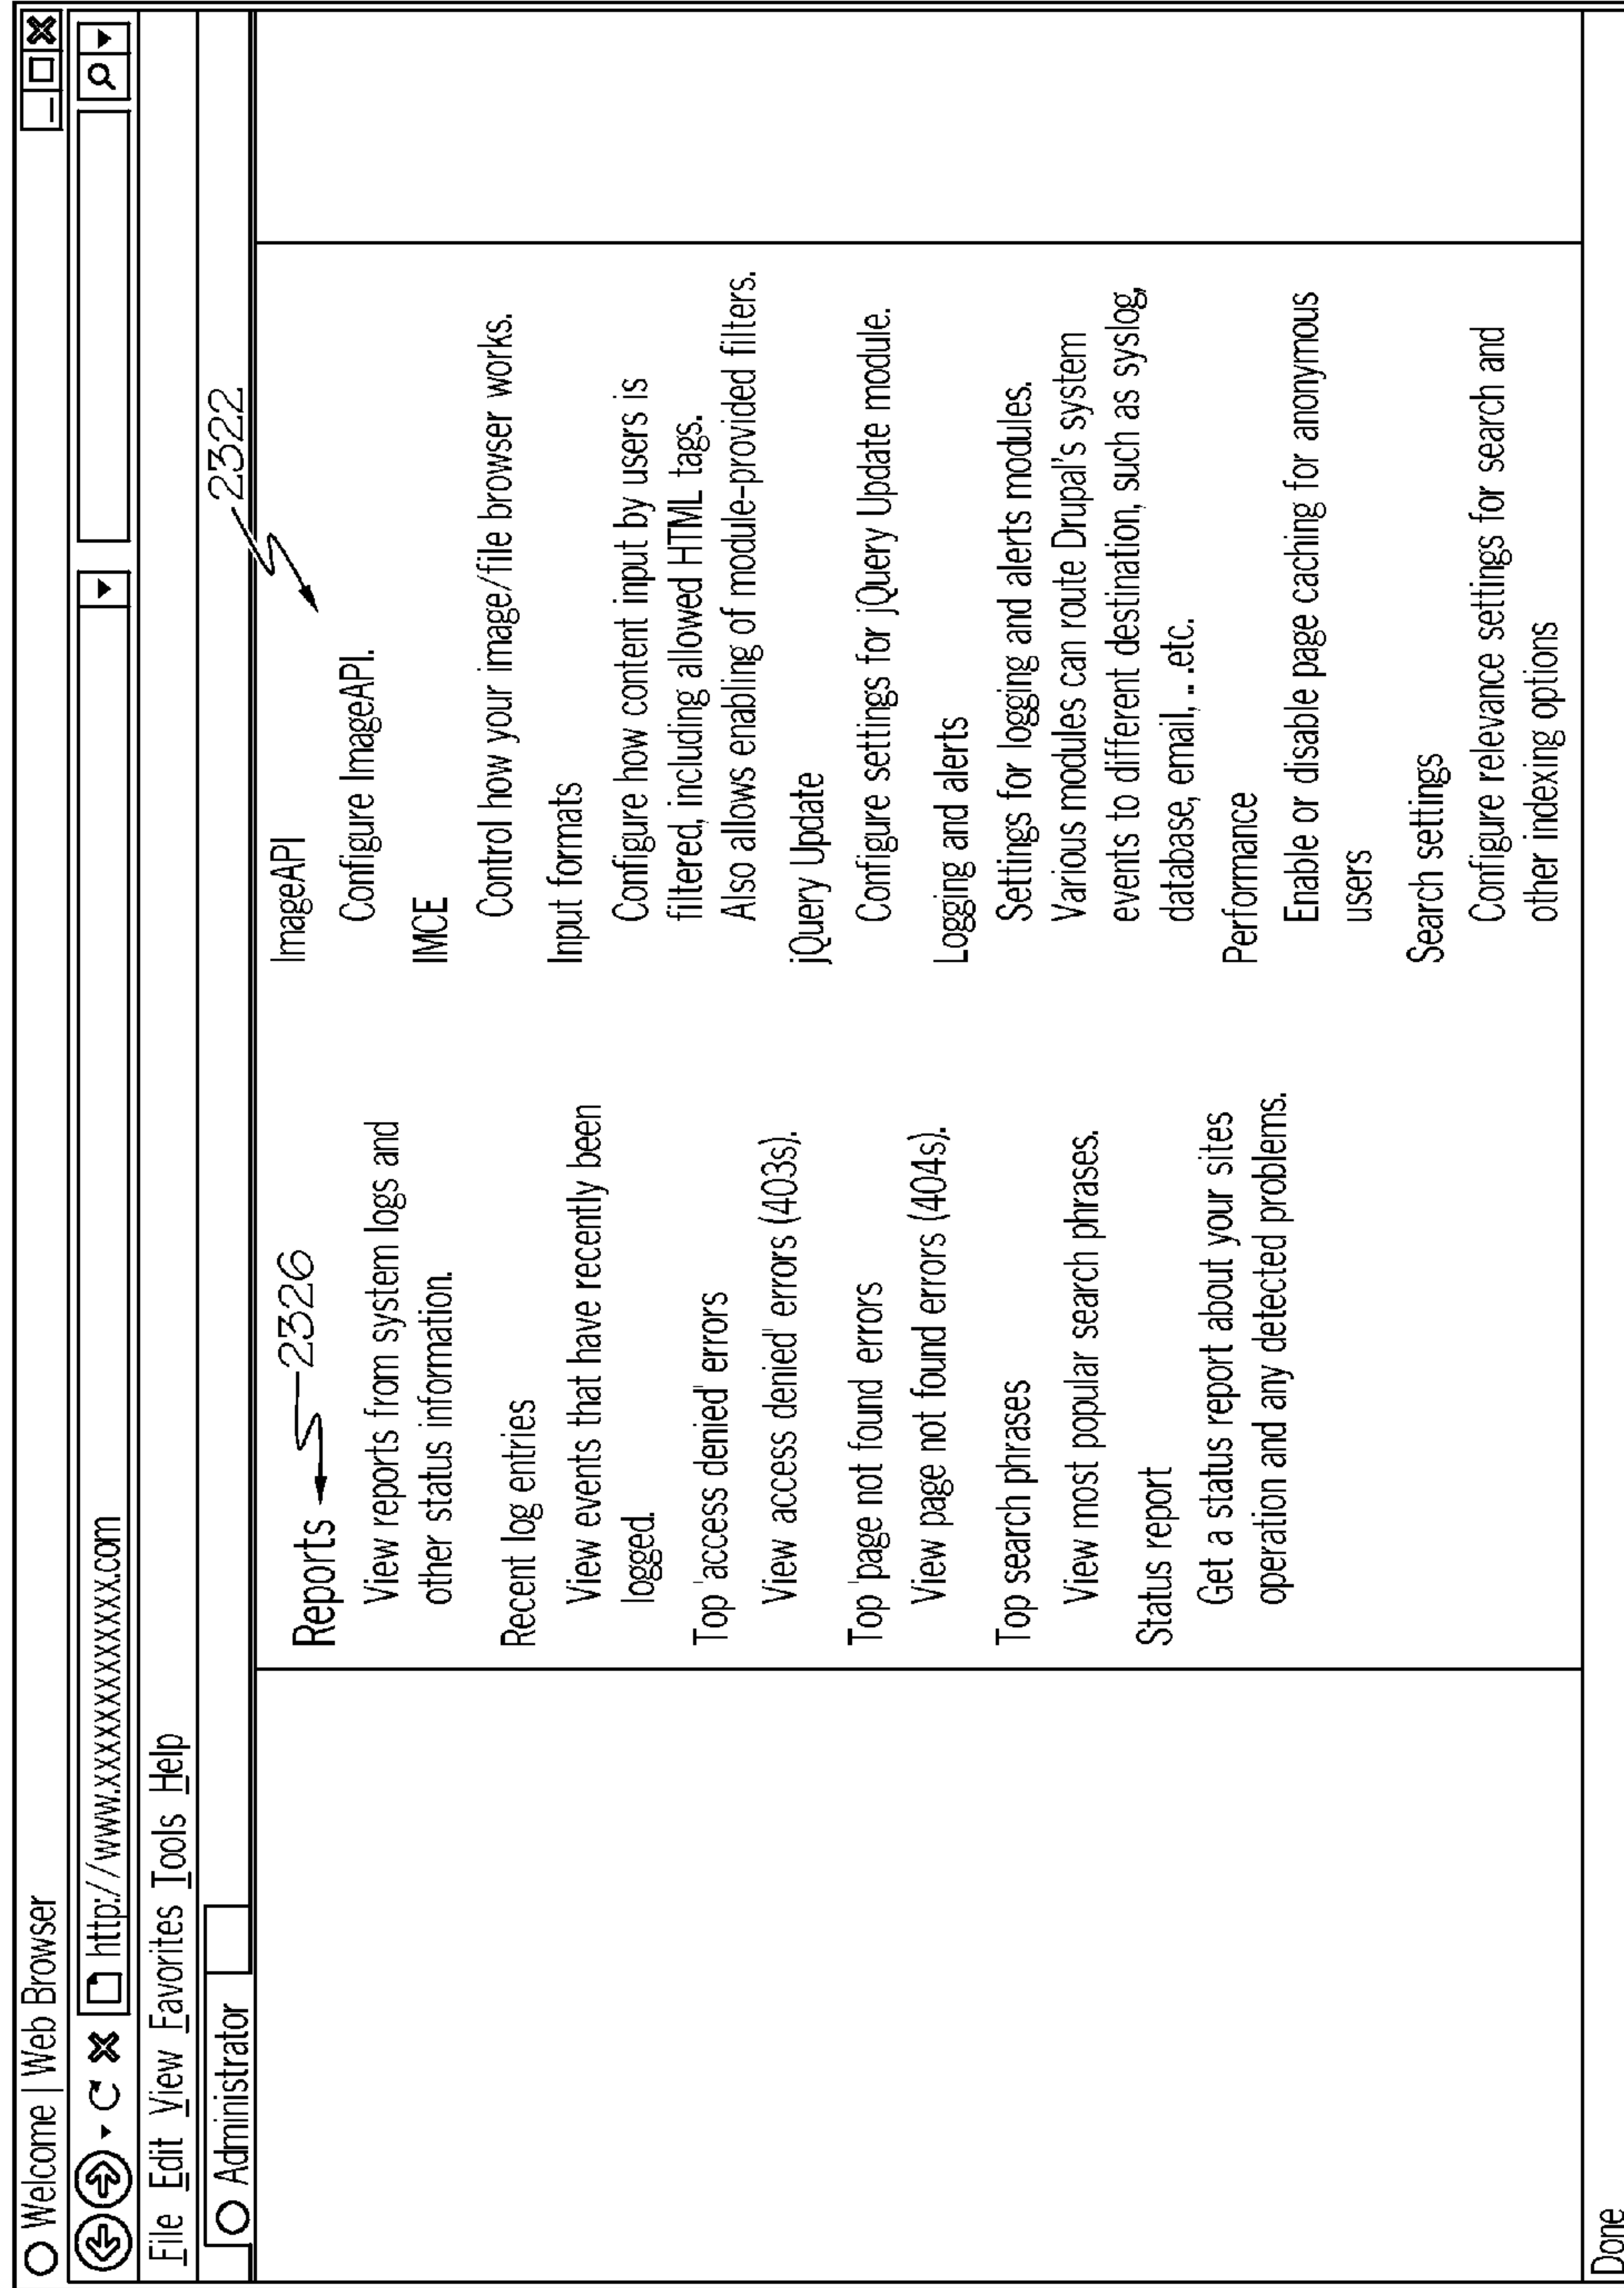 Welcome | Web Browser
http://www.xxxxxxxxxxxx.com
File Edit View Favorites Tools Help
Administrator
2322
Reports
2326
View reports from system logs and
other status information.
Recent log entries
View events that have recently been
logged.
Top 'access denied' errors
View access denied' errors (403s).
Top 'page not found errors
View page not found errors (404s).
Top search phrases
View most popular search phrases.
Status report
Get a status report about your sites
operation and any detected problems.
ImageAPI
Configure ImageAPI.
IMCE
Control how your image/file browser works.
Input formats
Configure how content input by users is
filtered, including allowed HTML tags.
Also allows enabling of module-provided filters.
jQuery Update
Configure settings for jQuery Update module.
Logging and alerts
Settings for logging and alerts modules.
Various modules can route Drupal's system
events to different destination, such as syslog,
database, email, ...etc.
Performance
Enable or disable page caching for anonymous
users
Search settings
Configure relevance settings for search and
other indexing options
Done